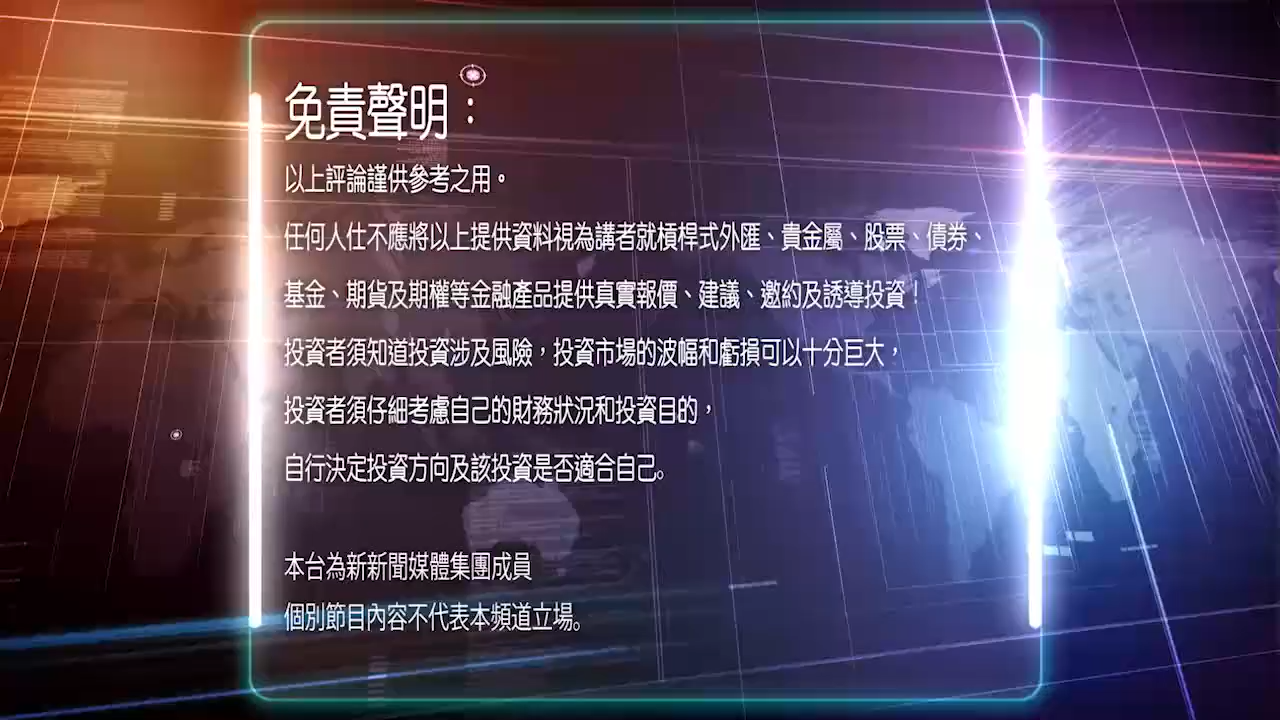 免責聲明：
以上評論謹供參考之用。
任何人仕不應將以上提供資料視為講者就槓桿式外匯、貴金屬、股票、債券、
基金、期貨及期權等金融產品提供真實報價、建議、邀約及誘導投資！
投資者須知道投資涉及風險，投資市場的波幅和虧損可以十分巨大，
投資者須仔細考慮自己的財務狀況和投資目的，
自行決定投資方向及該投資是否適合自己。
本台為新新聞媒體集團成員
個別節目內容不代表本頻道立場。